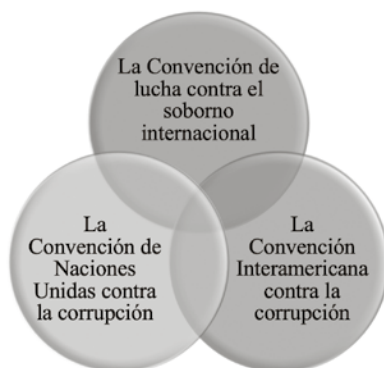 La Convención de
lucha contra el
soborno
internacional
La
Convención de
Naciones
Unidas contra
la corrupción
La
Convención
Interamericana
contra la
corrupción